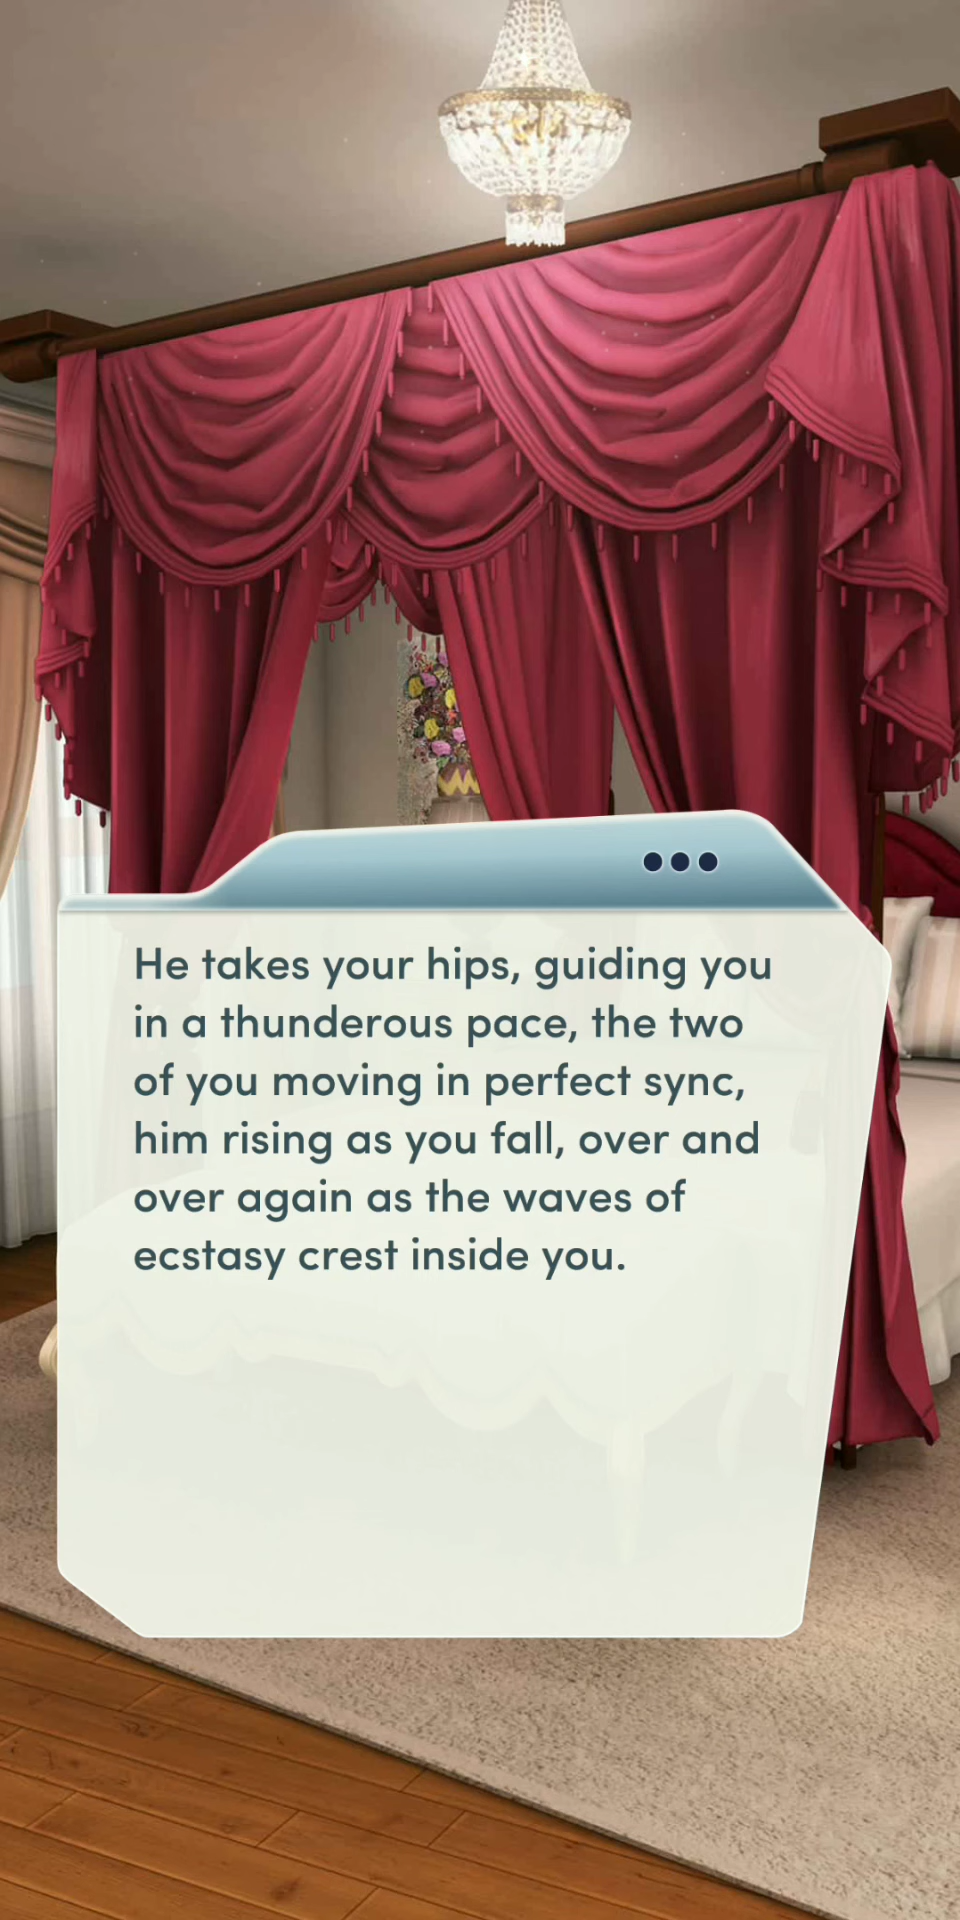 He takes your hips, guiding you
in a thunderous pace, the two
of you moving in perfect sync,
him rising as you fall, over and
over again as the waves of
ecstasy crest inside you.